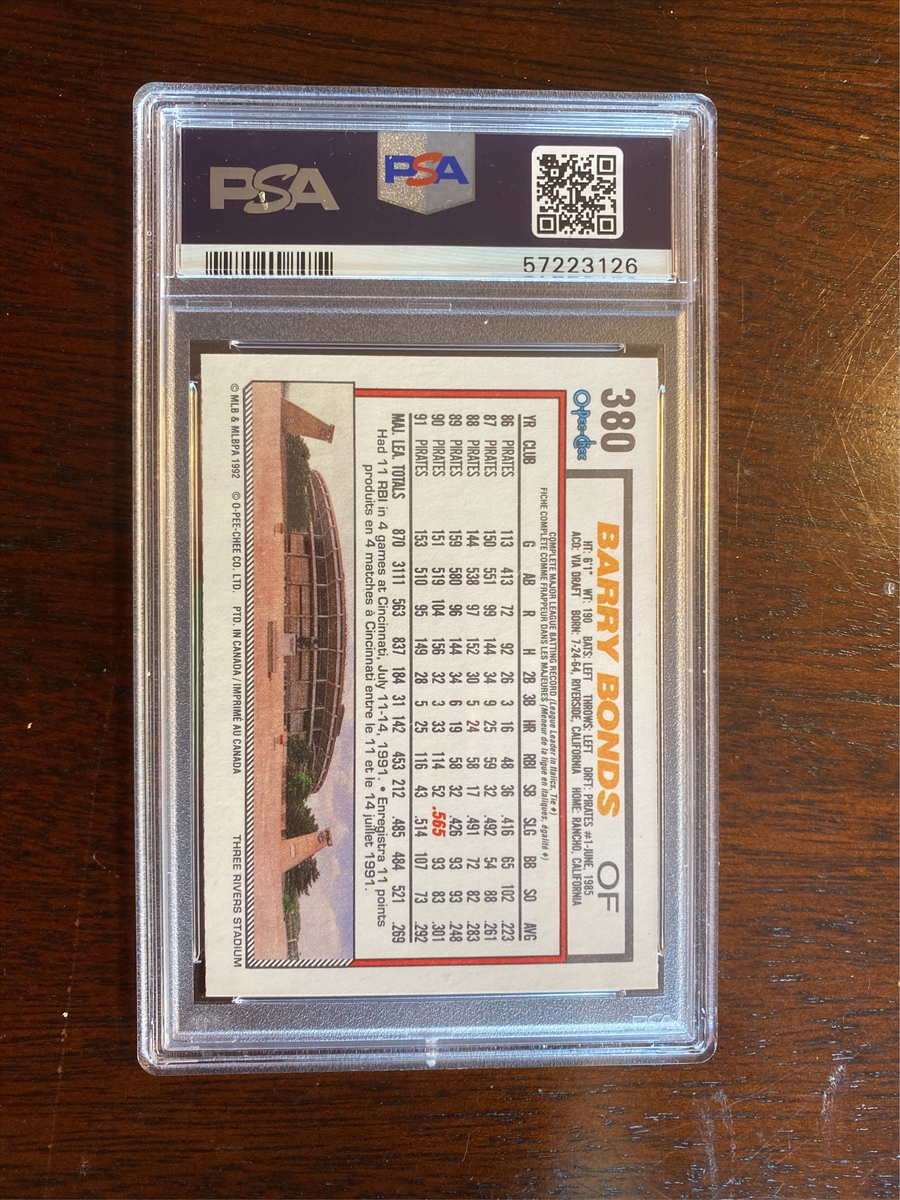 PSA
PSA
57223126
380
O-Pee-Chee
BARRY BONDS OF
HT: 6'1" WT: 190 BATS: LEFT THROWS: LEFT DRFT: PIRATES #1-JUNE, 1985
ACQ: VIA DRAFT BORN: 7-24-64, RIVERSIDE, CALIFORNIA HOME: RANCHO, CALIFORNIA
COMPLETE MAJOR LEAGUE BATTING RECORD (League Leader in Italics, Tie ♦)
FICHE COMPLÈTE COMME FRAPPEUR DANS LES MAJEURES (Meneur de la ligue en italiques, égalité ♦)
YR CLUB G AB R H 2B 3B HR RBI SB SLG BB SO AVG
86 PIRATES 113 413 72 92 26 3 16 48 36 .416 65 102 .223
87 PIRATES 150 551 99 144 34 9 25 59 32 .492 54 88 .261
88 PIRATES 144 538 97 152 30 5 24 58 17 .491 72 82 .283
89 PIRATES 159 580 96 144 34 6 19 58 32 .426 93 93 .248
90 PIRATES 151 519 104 156 32 3 33 114 52 .565 93 83 .301
91 PIRATES 153 510 95 149 28 5 25 116 43 .514 107 73 .292
MAJ. LEA. TOTALS 870 3111 563 837 184 31 142 453 212 .485 484 521 .269
Had 11 RBI in 4 games at Cincinnati, July 11-14, 1991. • Enregistra 11 points
produits en 4 matches à Cincinnati entre le 11 et le 14 juillet 1991.
© MLB & MLBPA 1992 © O-PEE-CHEE CO. LTD. PTD. IN CANADA / IMPRIMÉ AU CANADA THREE RIVERS STADIUM